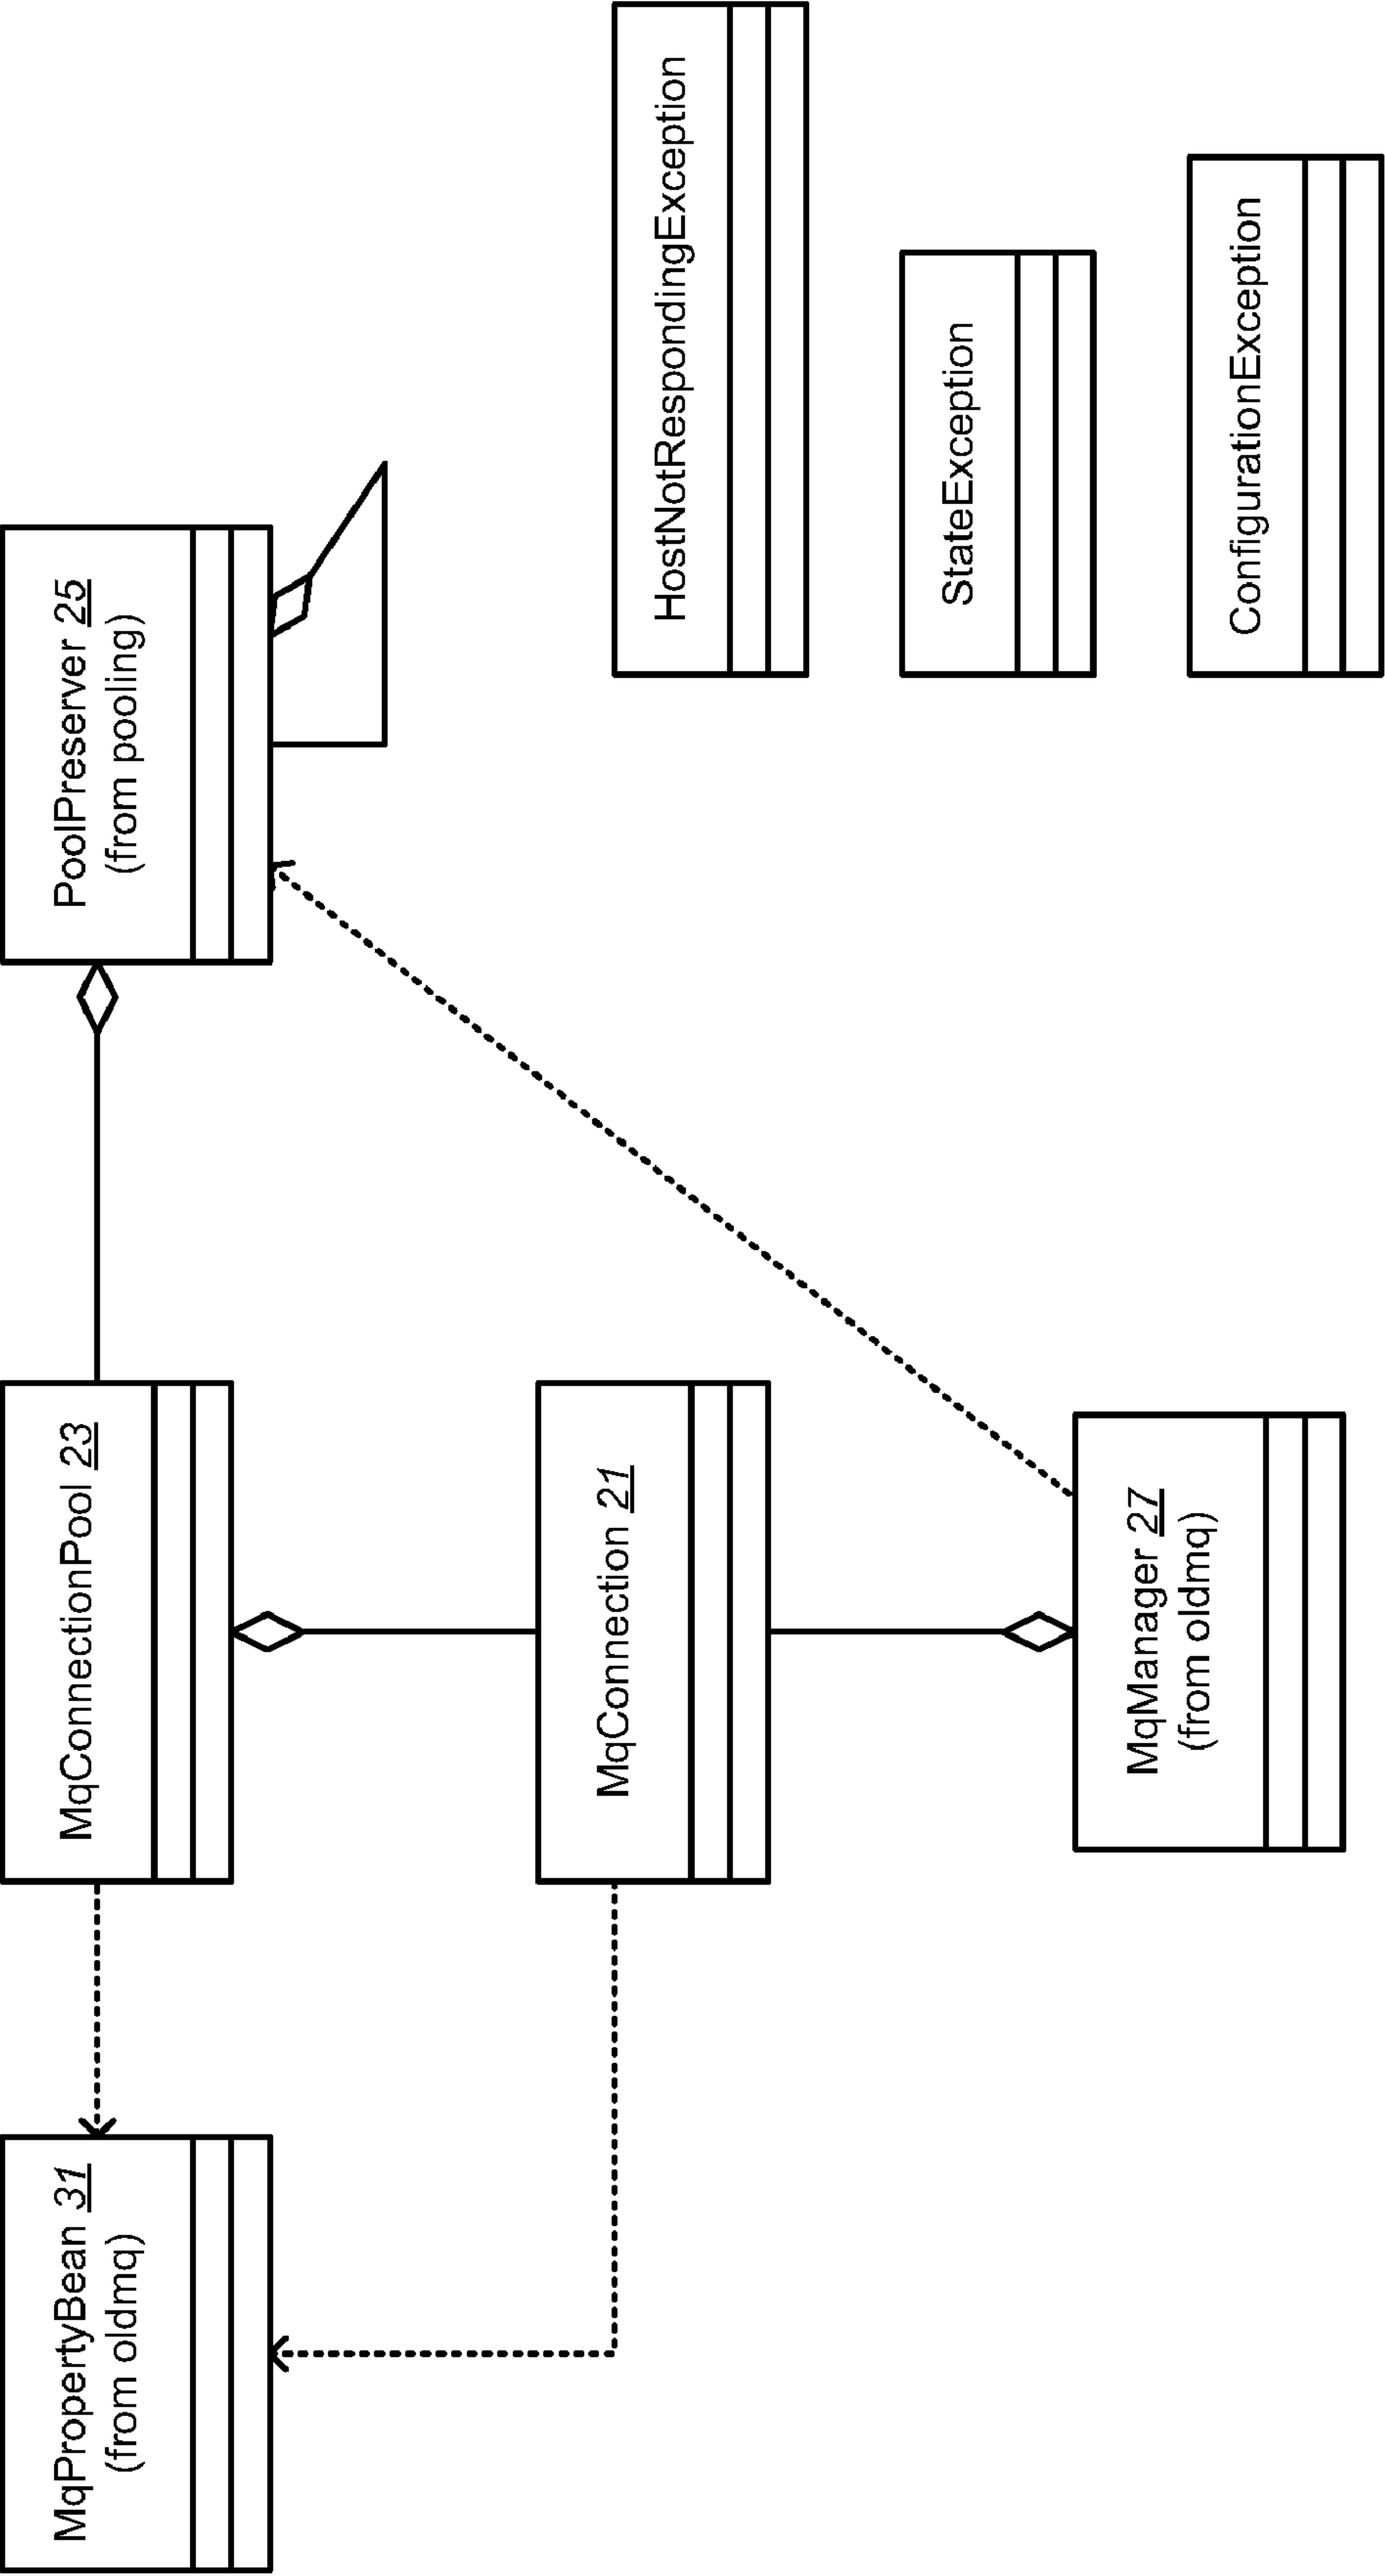 MqPropertyBean 31
(from oldmq)
MqConnectionPool 23
PoolPreserver 25
(from pooling)
MqConnection 21
HostNotRespondingException
StateException
MqManager 27
(from oldmq)
ConfigurationException